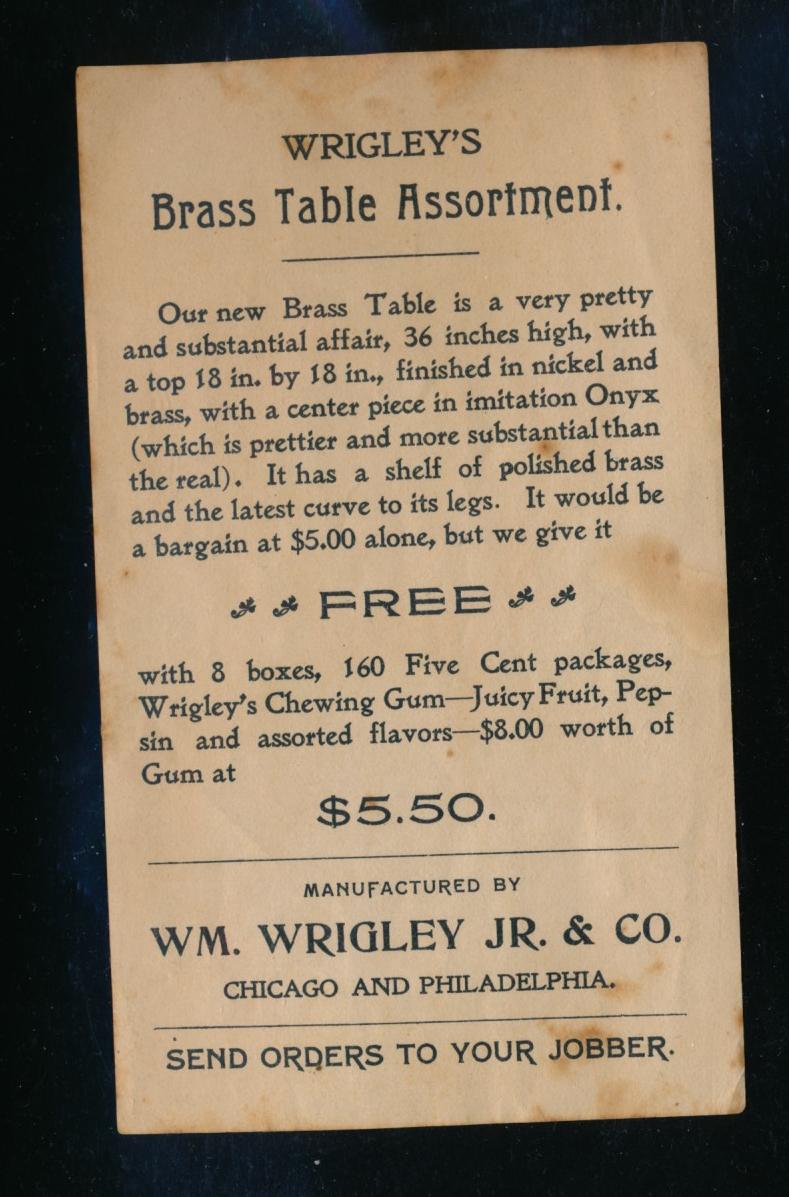 WRIGLEY'S
Brass Table Assortment.
Our new Brass Table is a very pretty
and substantial affair, 36 inches high, with
a top 18 in. by 18 in., finished in nickel and
brass, with a center piece in imitation Onyx
(which is prettier and more substantial than
the real). It has a shelf of polished brass
and the latest curve to its legs. It would be
a bargain at $5.00 alone, but we give it
FREE
with 8 boxes, 160 Five Cent packages,
Wrigley's Chewing Gum—Juicy Fruit, Pep-
sin and assorted flavors—$8.00 worth of
Gum at
$5.50.
MANUFACTURED BY
WM. WRIGLEY JR. & CO.
CHICAGO AND PHILADELPHIA.
SEND ORDERS TO YOUR JOBBER.